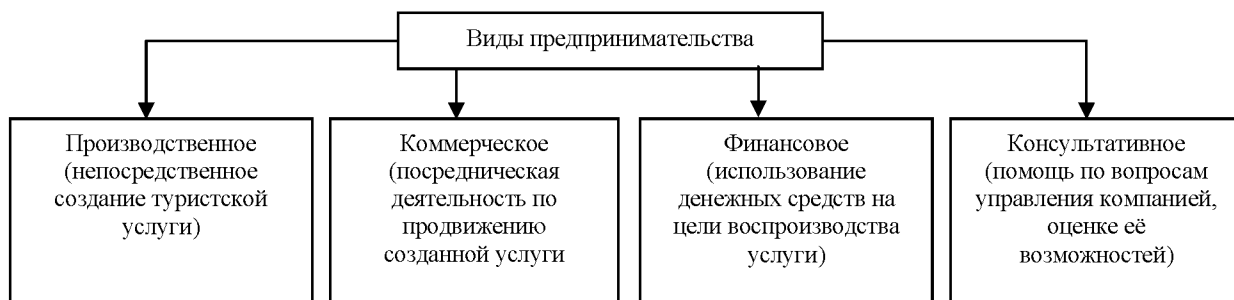 Виды предпринимательства
Производственное
(непосредственное
создание туристской
услуги)
Коммерческое
(посредническая
деятельность по
продвижению
созданной услуги
Финансовое
(использование
денежных средств на
цели воспроизводства
услуги)
Консультативное
(помощь по вопросам
управления компанией,
оценке её
возможностей)